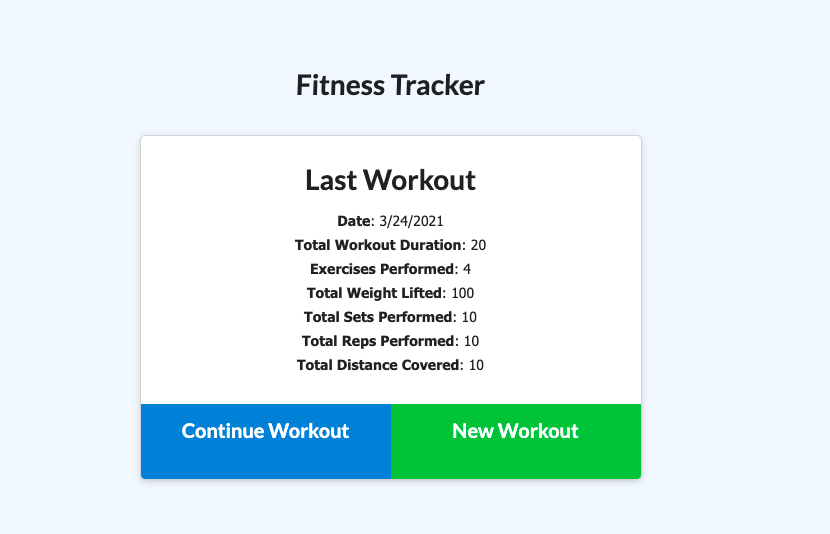 Fitness Tracker
Last Workout
Date: 3/24/2021
Total Workout Duration: 20
Exercises Performed: 4
Total Weight Lifted: 100
Total Sets Performed: 10
Total Reps Performed: 10
Total Distance Covered: 10
Continue Workout
New Workout